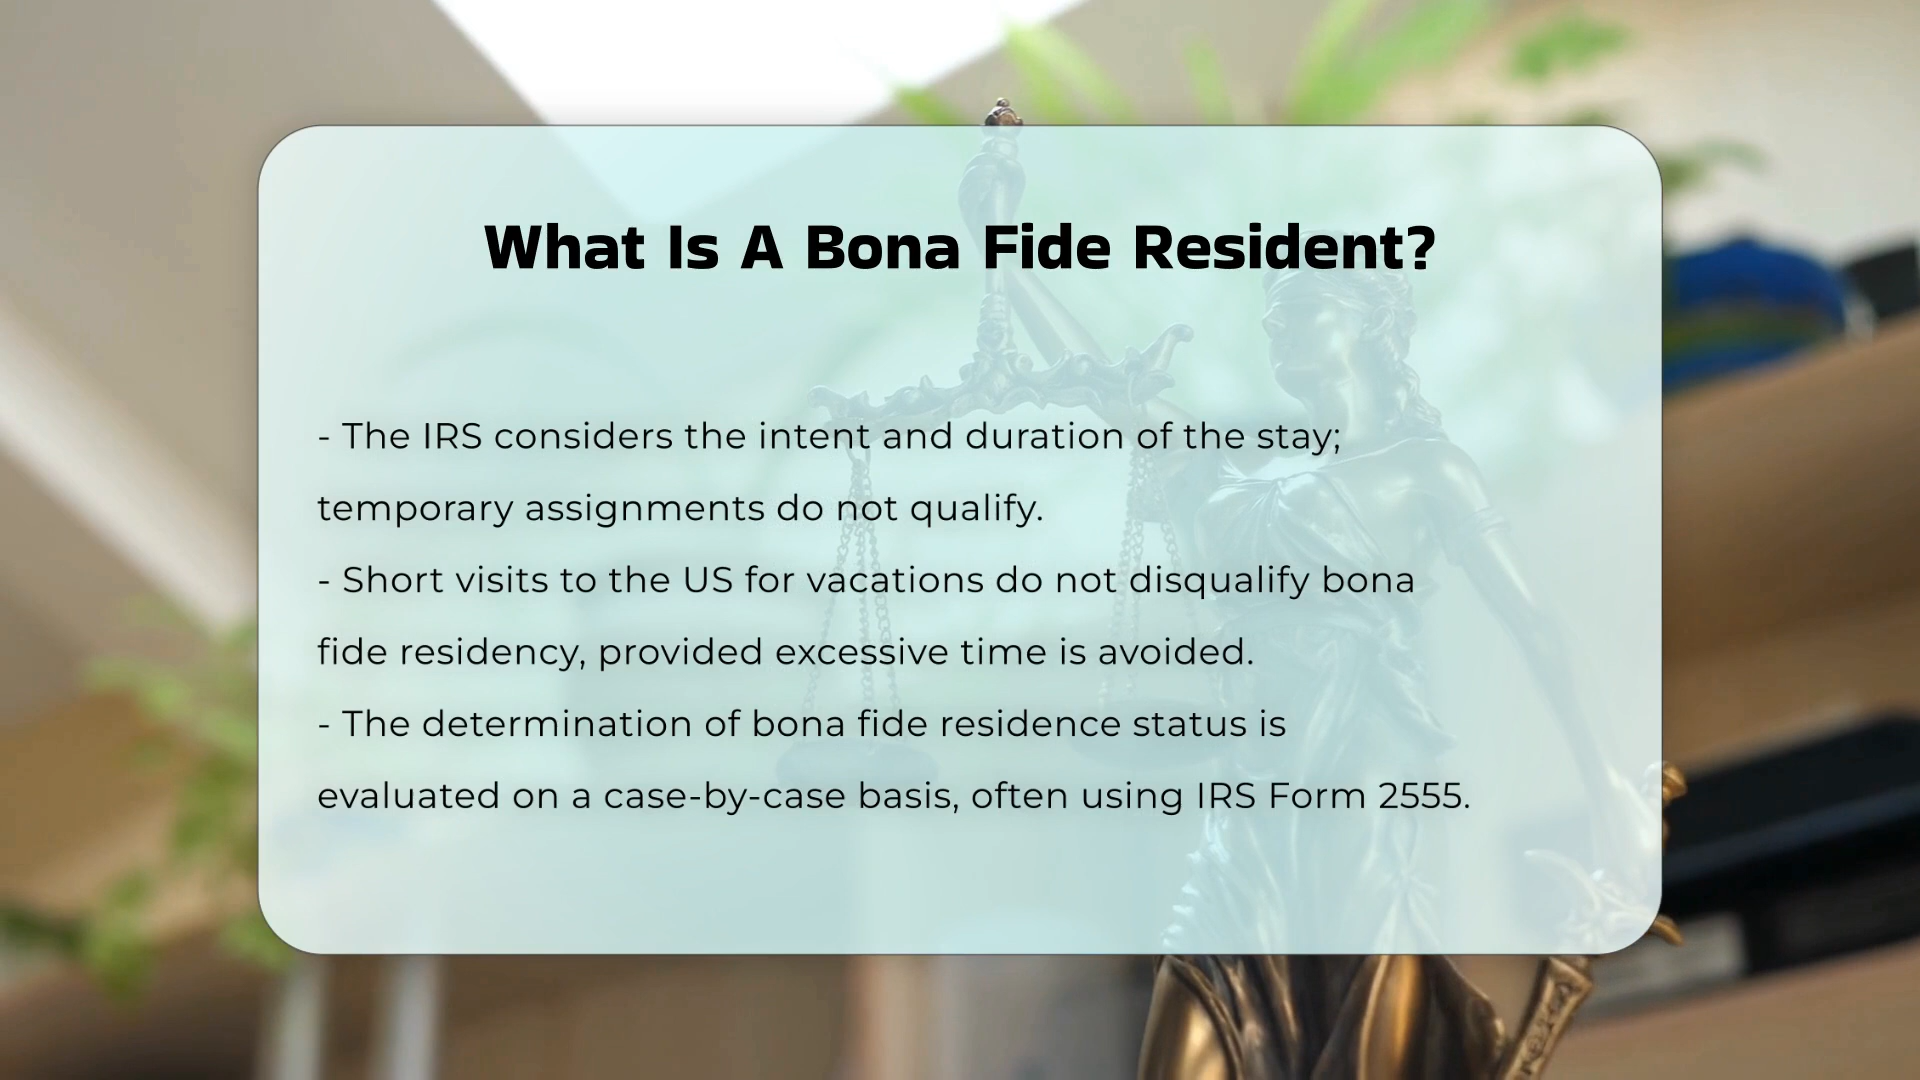 What Is A Bona Fide Resident?
- The IRS considers the intent and duration of the stay;
temporary assignments do not qualify.
- Short visits to the US for vacations do not disqualify bona
fide residency, provided excessive time is avoided.
- The determination of bona fide residence status is
evaluated on a case-by-case basis, often using IRS Form 2555.